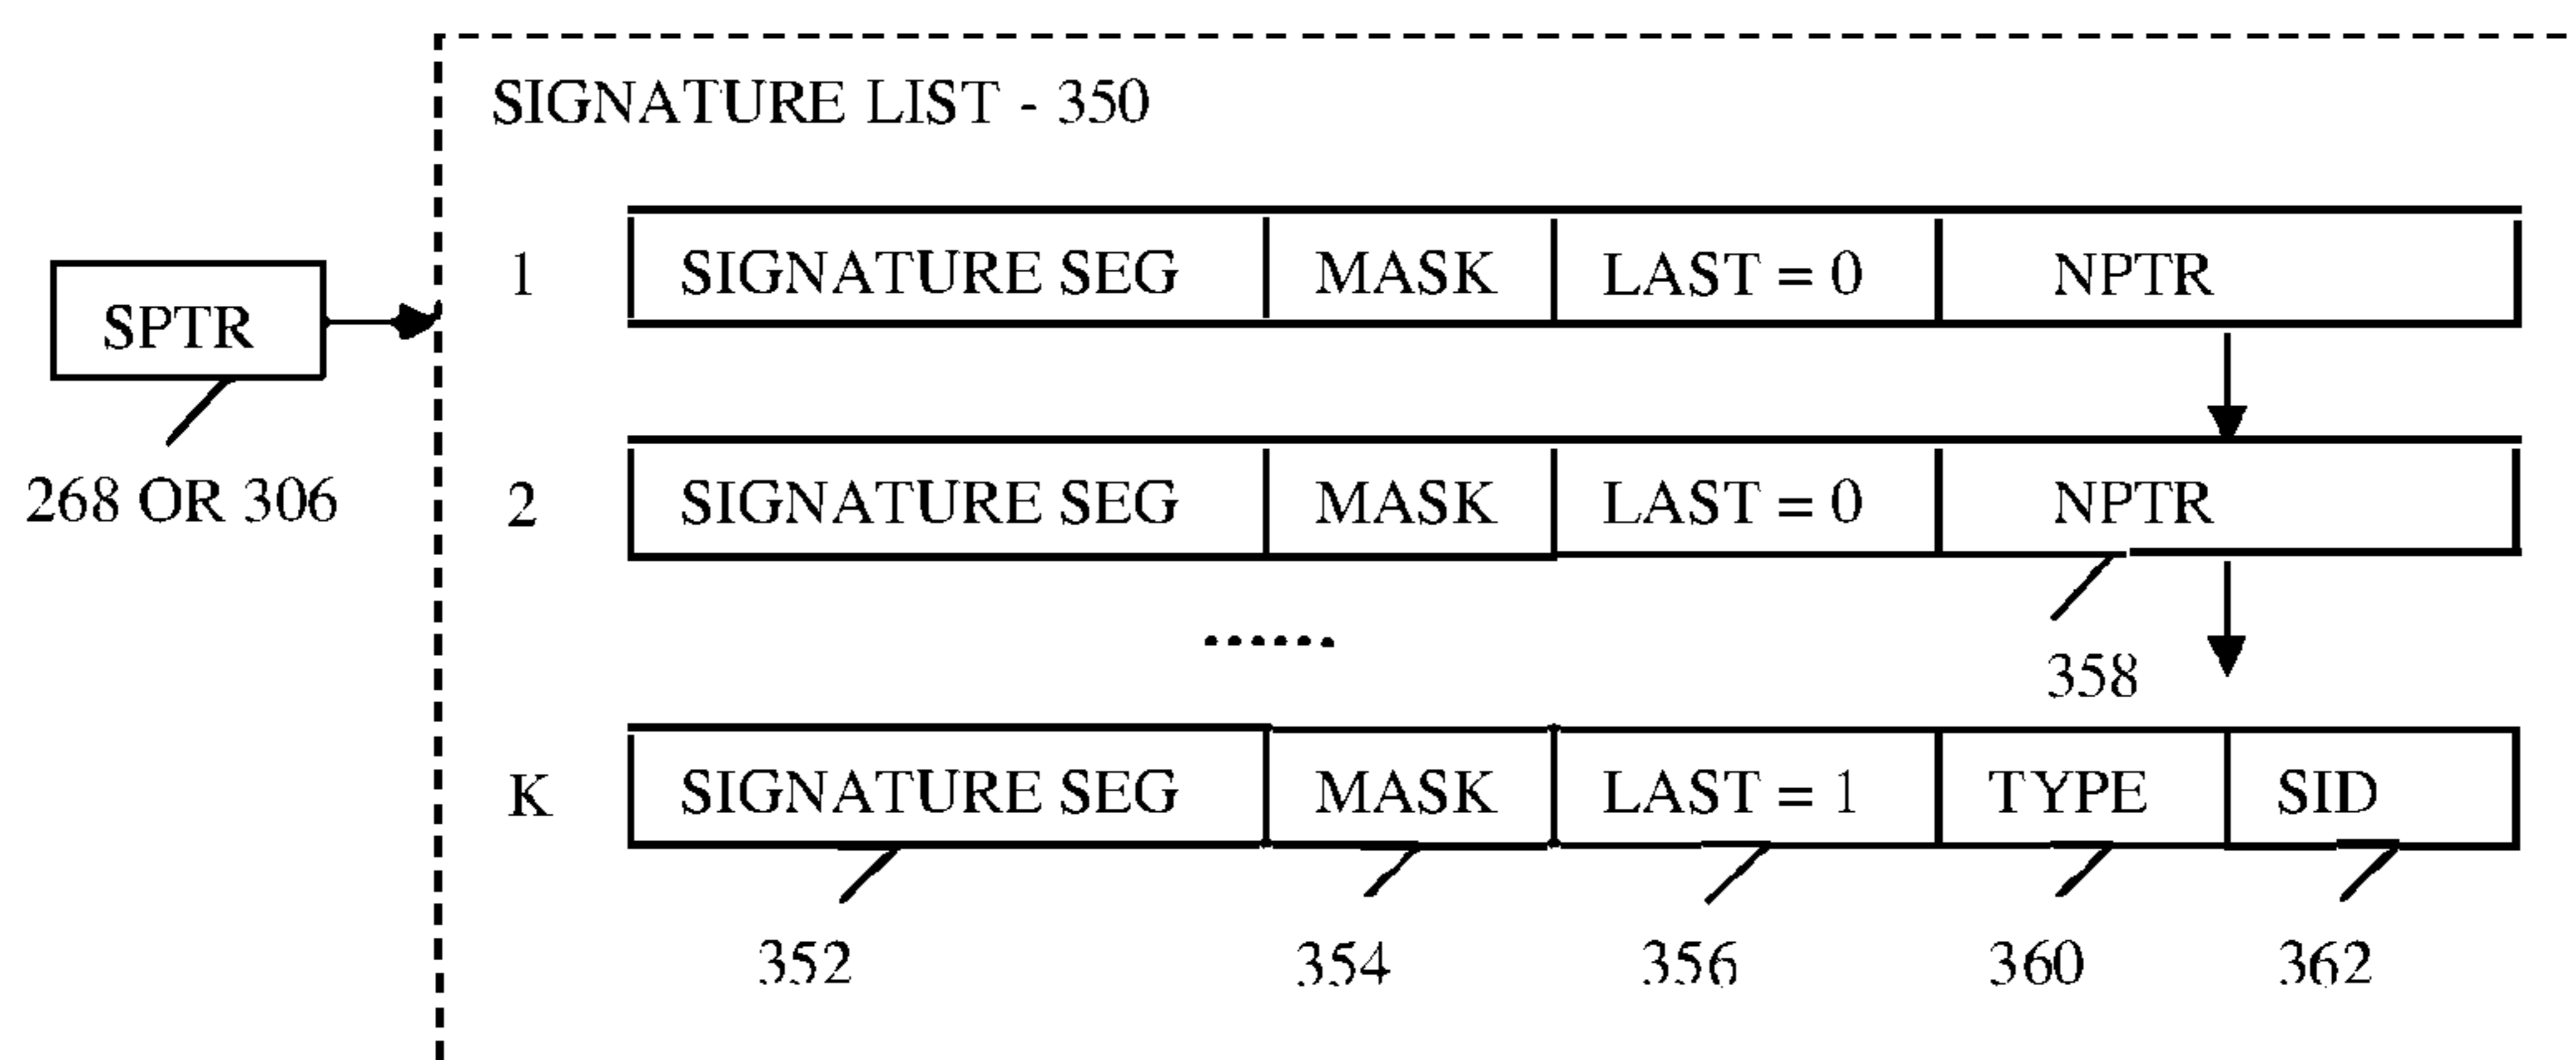 SIGNATURE LIST - 350
1 SIGNATURE SEG MASK LAST = 0 NPTR
SPTR
268 OR 306
2 SIGNATURE SEG MASK LAST = 0 NPTR
......
358
K SIGNATURE SEG MASK LAST = 1 TYPE SID
352 354 356 360 362